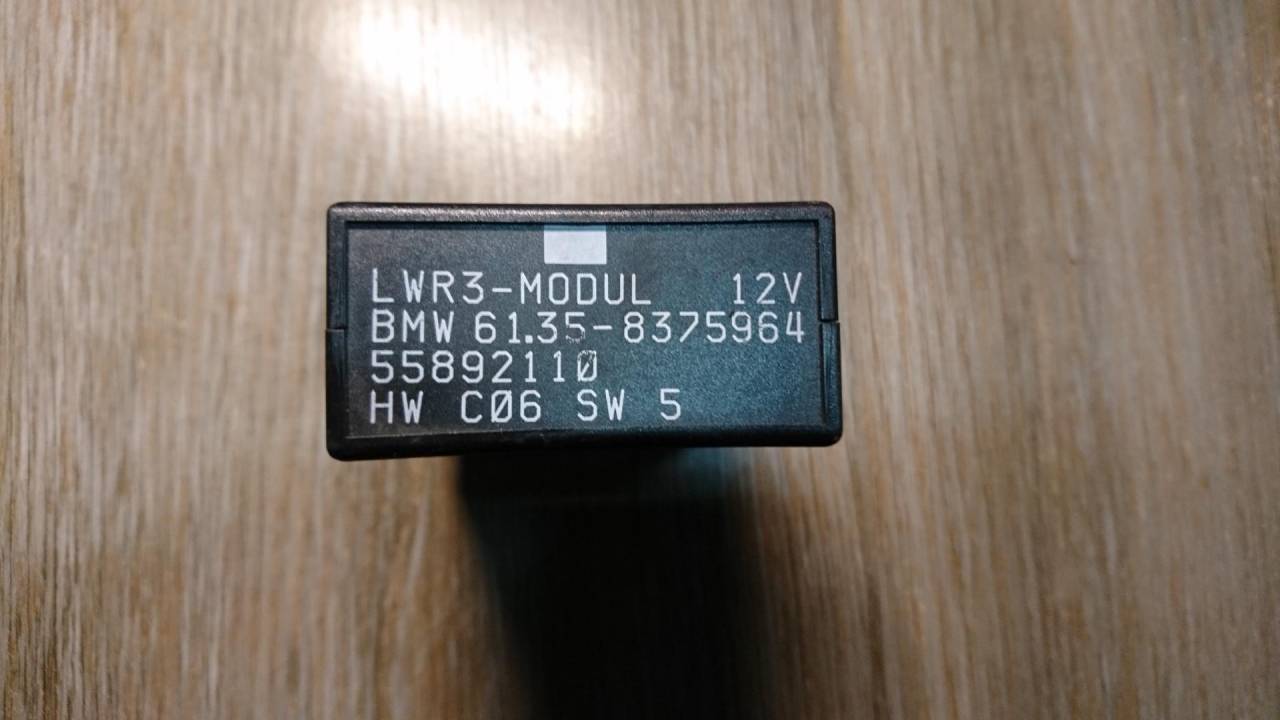 LWR3-MODUL 12V
BMW 61.35-8375964
55892110
HW C06 SW 5